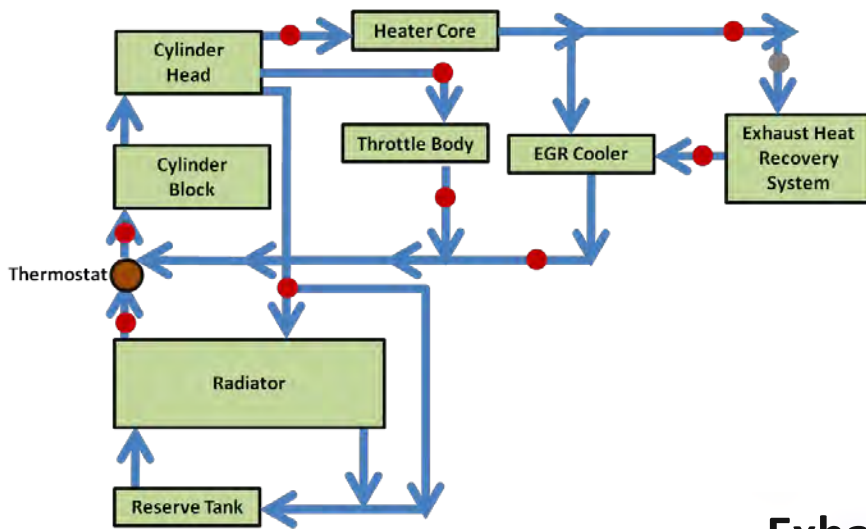 Cylinder
Head
Heater Core
Throttle Body
EGR Cooler
Exhaust Heat
Recovery
System
Cylinder
Block
Thermostat
Radiator
Reserve Tank